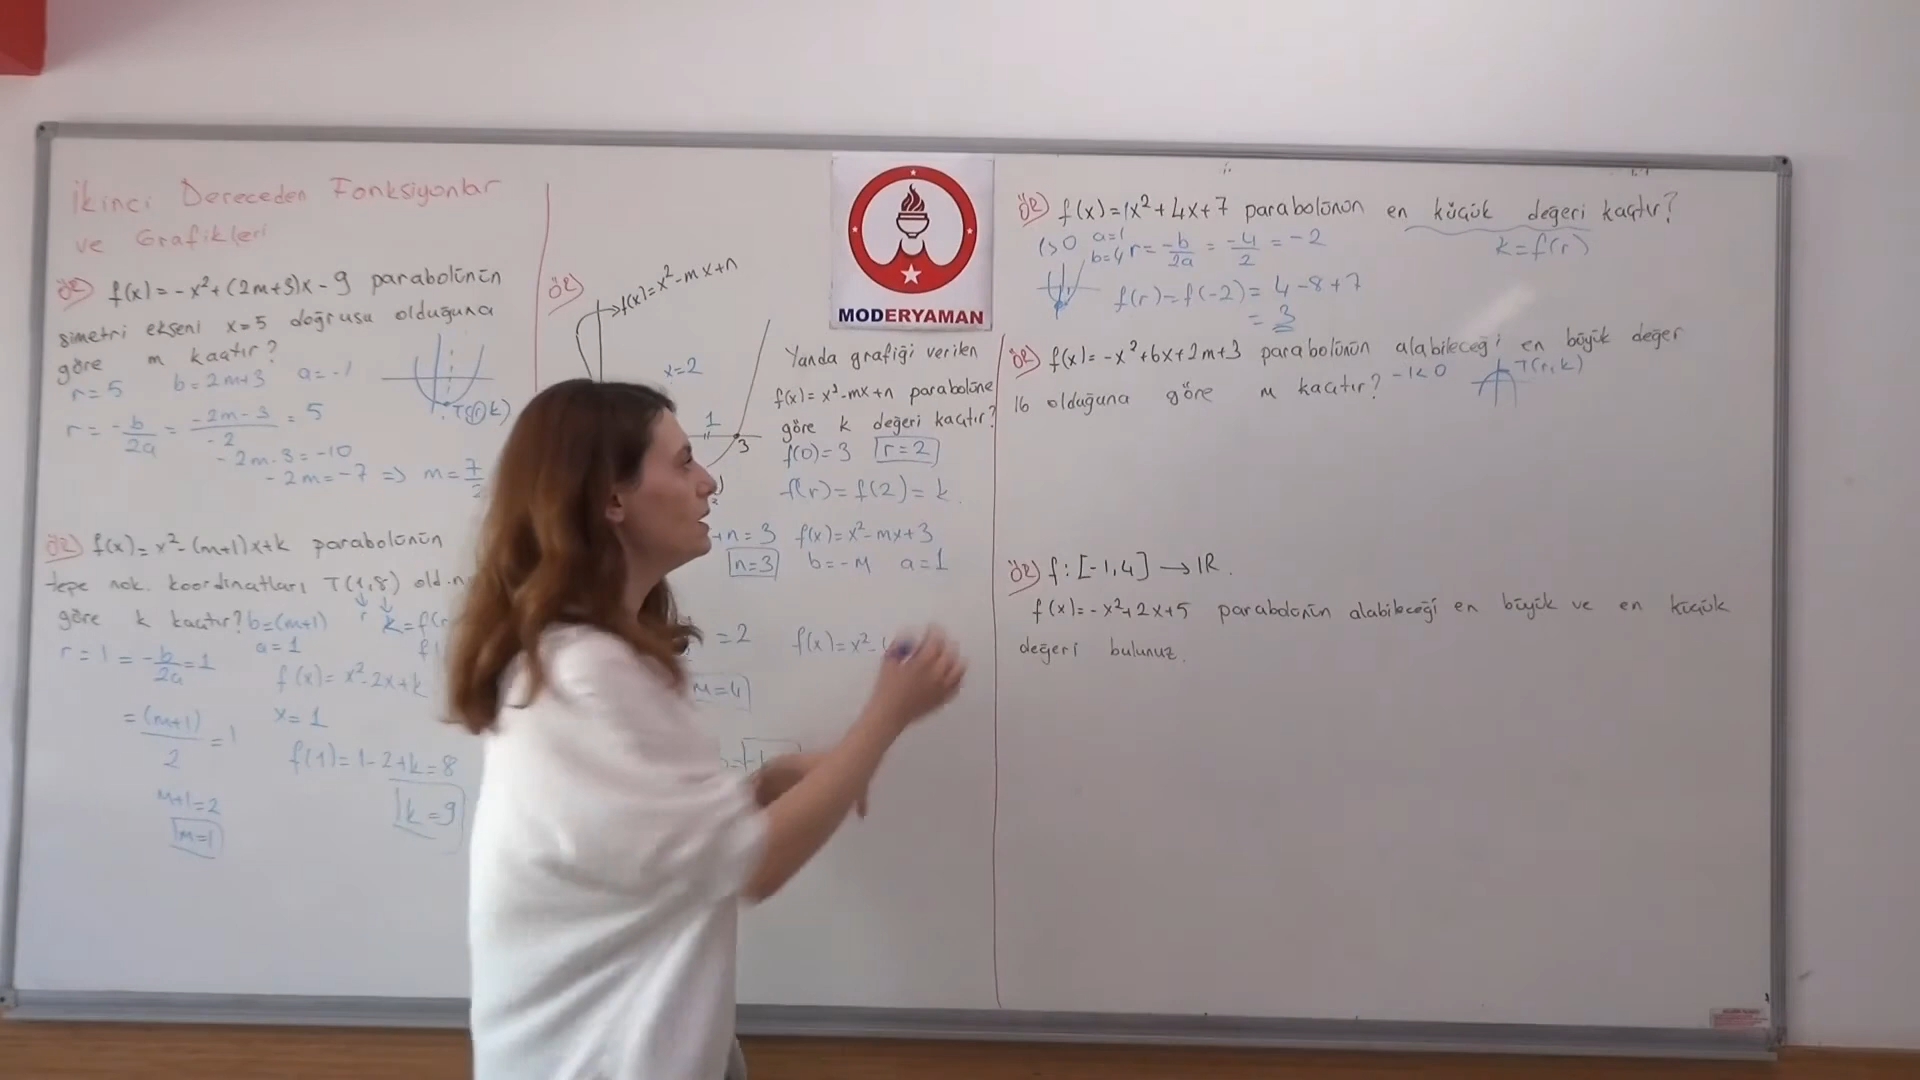 İkinci Dereceden Fonksiyonlar
ve Grafikleri
ÖR) f(x) = -x² + (2m+3)x - 9 parabolünün
simetri ekseni x=5 doğrusu olduğuna
göre m kaçtır?
r = 5 b = 2m+3 a = -1
r = -b/2a = -2m-3/-2 = 5
-2m-3 = -10
-2m = -7 => m = 7/2
T(r,k)
ÖR) f(x) = x² - (m+1)x+k parabolünün
tepe nok. koordinatları T(1,8) old.
göre k kaçtır? b=(m+1) r
a=1
r = 1 = -b/2a = 1
f(x) = x²-2x+k
= (m+1)/2 = 1
x = 1
f(1) = 1-2+k = 8
m+1=2
k = 9
m=1
ÖR)
f(x) = x²-mx+n
x=2
1
3
MODERYAMAN
Yanda grafiği verilen
f(x) = x²-mx+n parabolüne
göre k değeri kaçtır?
f(0) = 3 r = 2
f(r) = f(2) = k
+n = 3 f(x) = x²-mx+3
n=3 b = -m a = 1
= 2 f(x) = x²-
m=4
ÖR) f(x) = 1x² + 4x + 7 parabolünün en küçük değeri kaçtır?
1>0 a=1 b=4 r = -b/2a = -4/2 = -2 k = f(r)
f(r) = f(-2) = 4-8+7
= 3
ÖR) f(x) = -x²+6x+2m+3 parabolünün alabileceği en büyük değer
16 olduğuna göre m kaçtır? -1<0 T(r,k)
ÖR) f : [-1,4] → IR.
f(x) = -x²+2x+5 parabolünün alabileceği en büyük ve en küçük
değeri bulunuz.